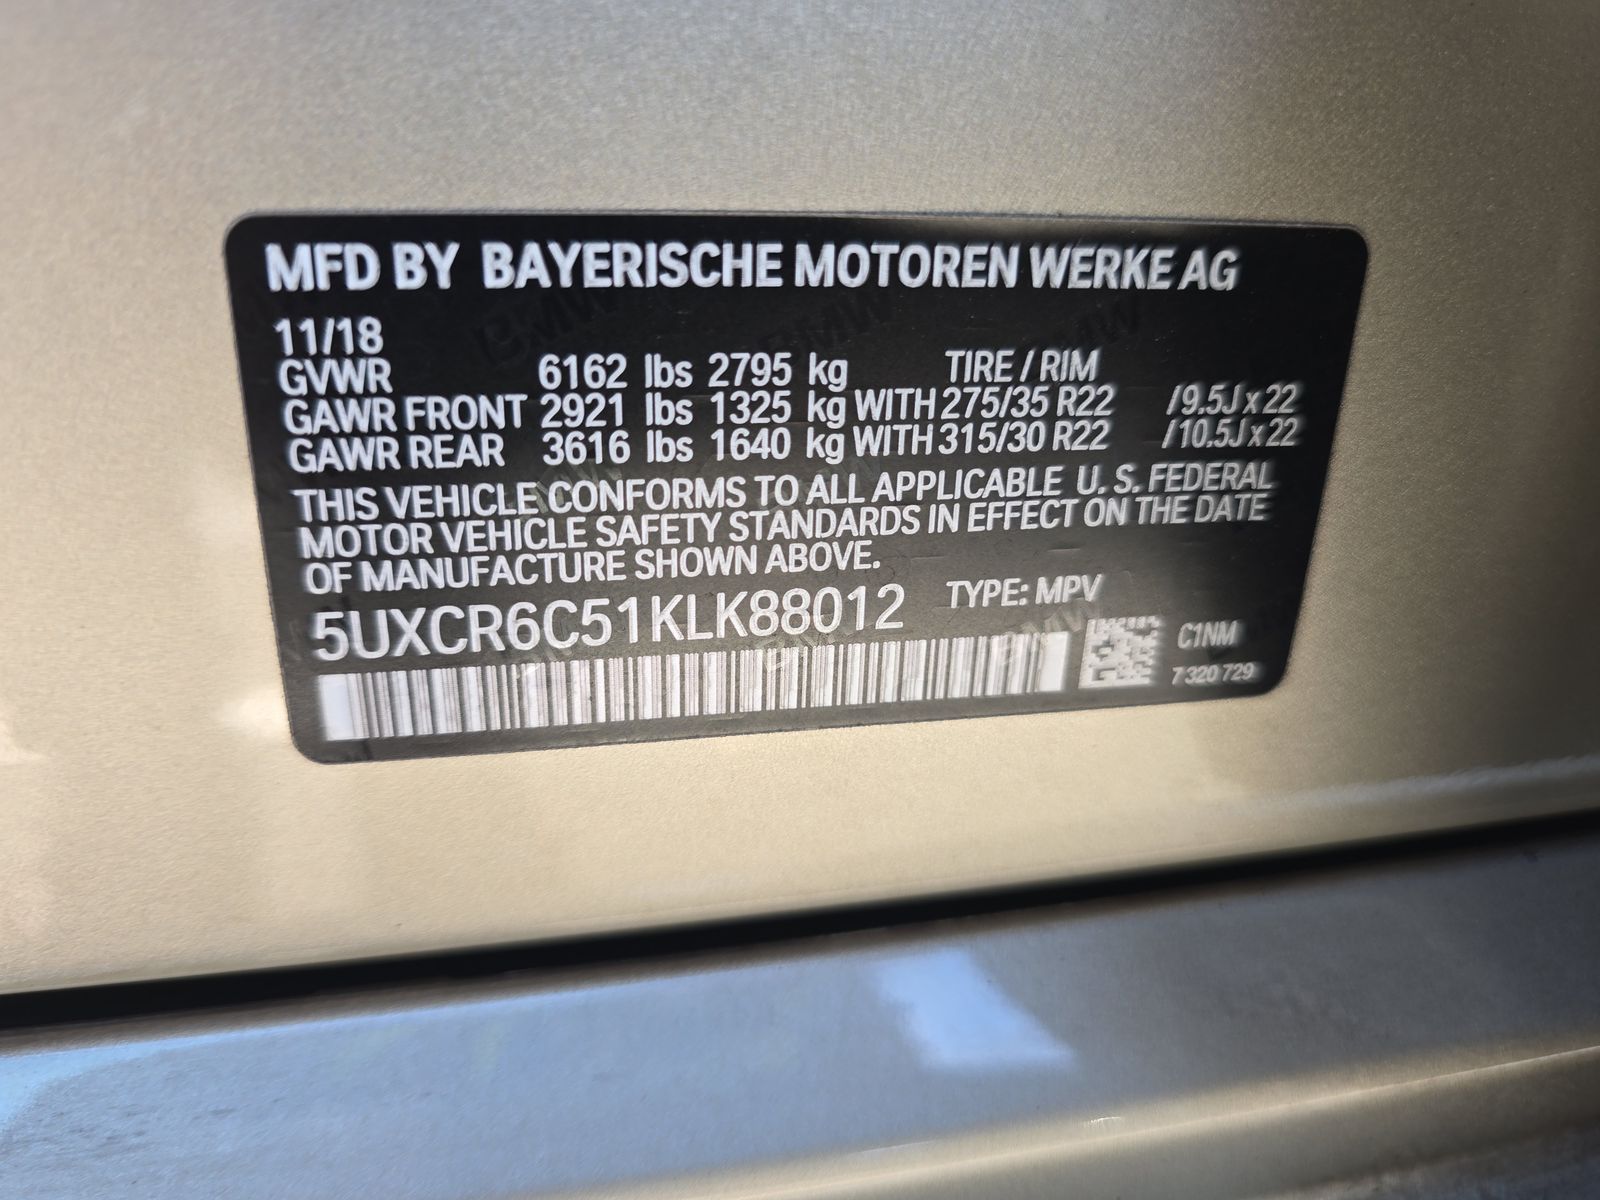 MFD BY BAYERISCHE MOTOREN WERKE AG
11/18
GVWR 6162 lbs 2795 kg TIRE / RIM
GAWR FRONT 2921 lbs 1325 kg WITH 275/35 R22 /9.5J x 22
GAWR REAR 3616 lbs 1640 kg WITH 315/30 R22 /10.5J x 22
THIS VEHICLE CONFORMS TO ALL APPLICABLE U. S. FEDERAL
MOTOR VEHICLE SAFETY STANDARDS IN EFFECT ON THE DATE
OF MANUFACTURE SHOWN ABOVE.
5UXCR6C51KLK88012 TYPE: MPV
C1NM
7 320 729